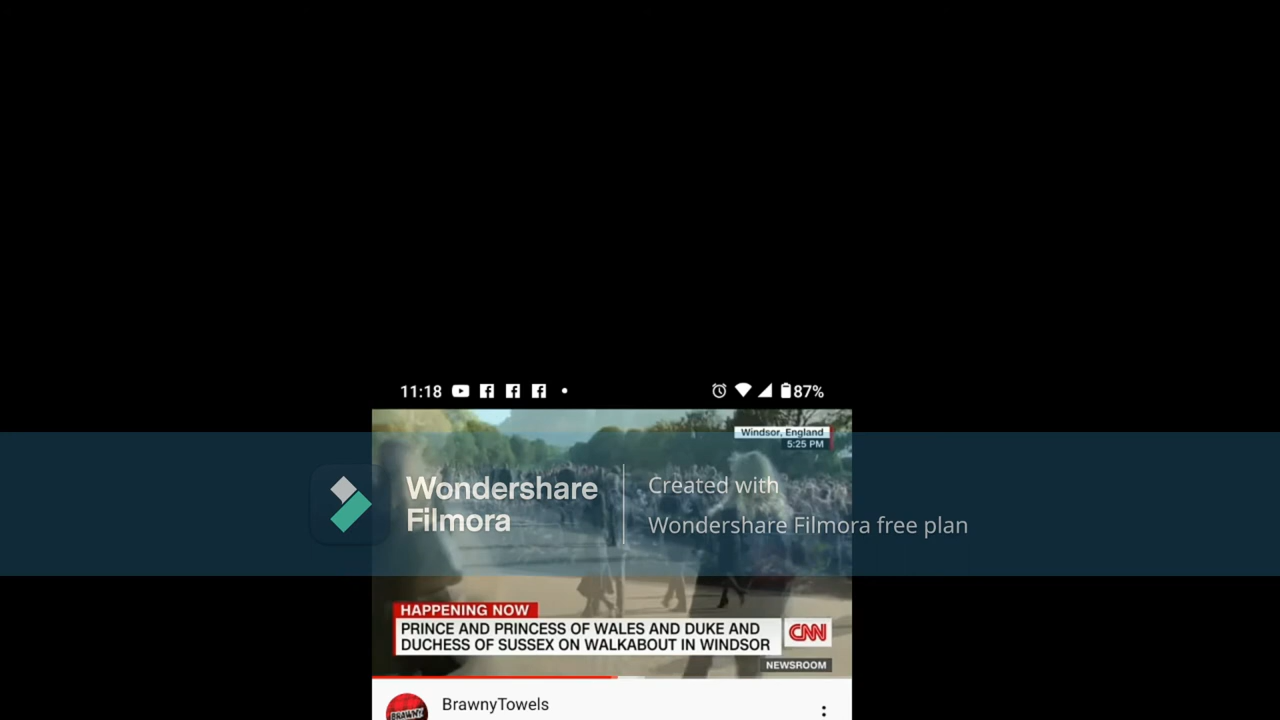 11:18
87%
Windsor, England
5:25 PM
Wondershare
Filmora
Created with
Wondershare Filmora free plan
HAPPENING NOW
PRINCE AND PRINCESS OF WALES AND DUKE AND
DUCHESS OF SUSSEX ON WALKABOUT IN WINDSOR
CNN
NEWSROOM
BrawnyTowels
BRAWNY